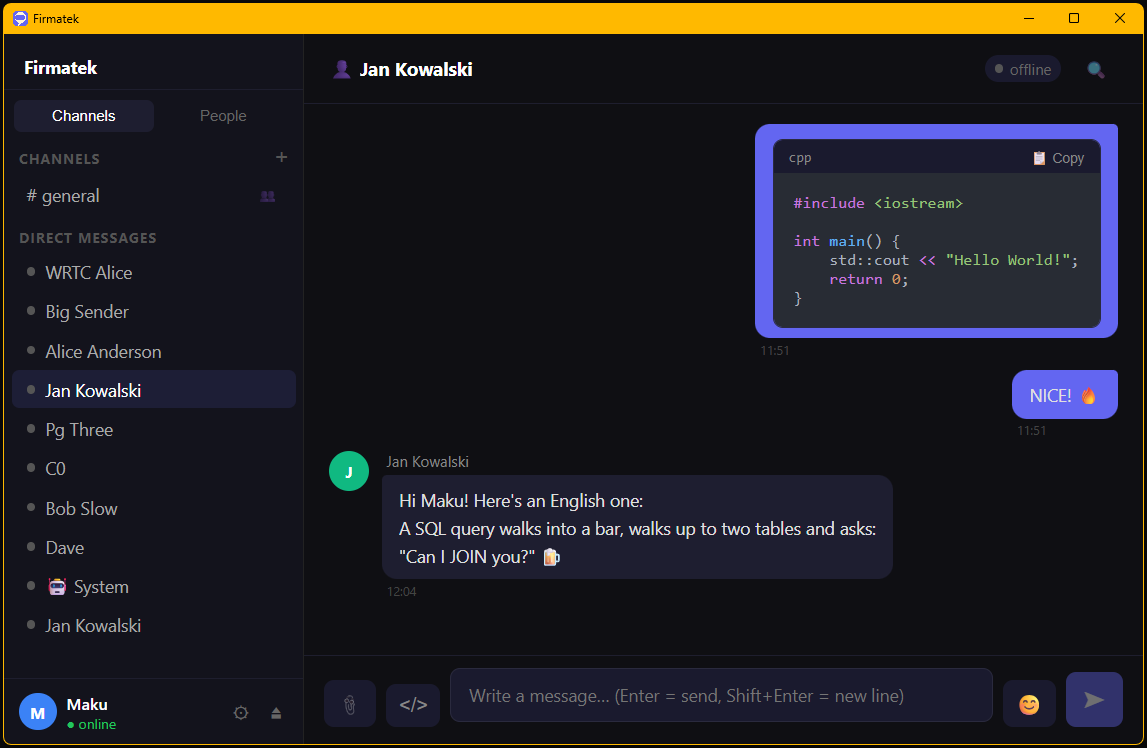 Firmatek
Firmatek
Channels People
CHANNELS +
# general
DIRECT MESSAGES
WRTC Alice
Big Sender
Alice Anderson
Jan Kowalski
Pg Three
C0
Bob Slow
Dave
System
Jan Kowalski
M Maku
online
Jan Kowalski offline
cpp Copy
#include <iostream>
int main() {
    std::cout << "Hello World!";
    return 0;
}
11:51
NICE! 🔥
11:51
Jan Kowalski
J
Hi Maku! Here's an English one:
A SQL query walks into a bar, walks up to two tables and asks:
"Can I JOIN you?" 🍺
12:04
</> Write a message... (Enter = send, Shift+Enter = new line)